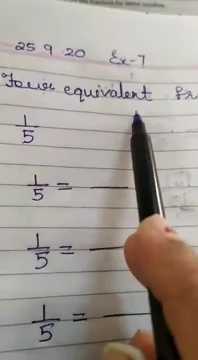 25 9 20 Ex-7
Four equivalent fr
1/5
1/5 =
1/5 =
1/5 =